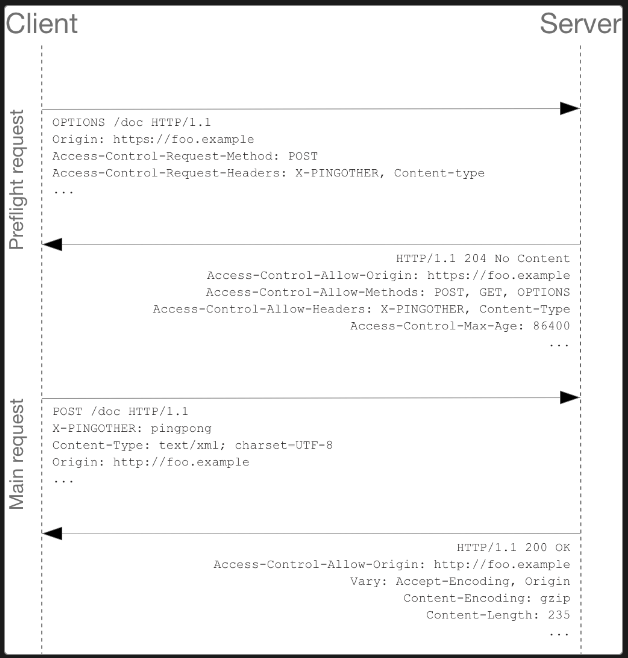 Client
Server
Preflight request
OPTIONS /doc HTTP/1.1
Origin: https://foo.example
Access-Control-Request-Method: POST
Access-Control-Request-Headers: X-PINGOTHER, Content-type
...
HTTP/1.1 204 No Content
Access-Control-Allow-Origin: https://foo.example
Access-Control-Allow-Methods: POST, GET, OPTIONS
Access-Control-Allow-Headers: X-PINGOTHER, Content-Type
Access-Control-Max-Age: 86400
...
Main request
POST /doc HTTP/1.1
X-PINGOTHER: pingpong
Content-Type: text/xml; charset-UTF-8
Origin: http://foo.example
...
HTTP/1.1 200 OK
Access-Control-Allow-Origin: http://foo.example
Vary: Accept-Encoding, Origin
Content-Encoding: gzip
Content-Length: 235
...